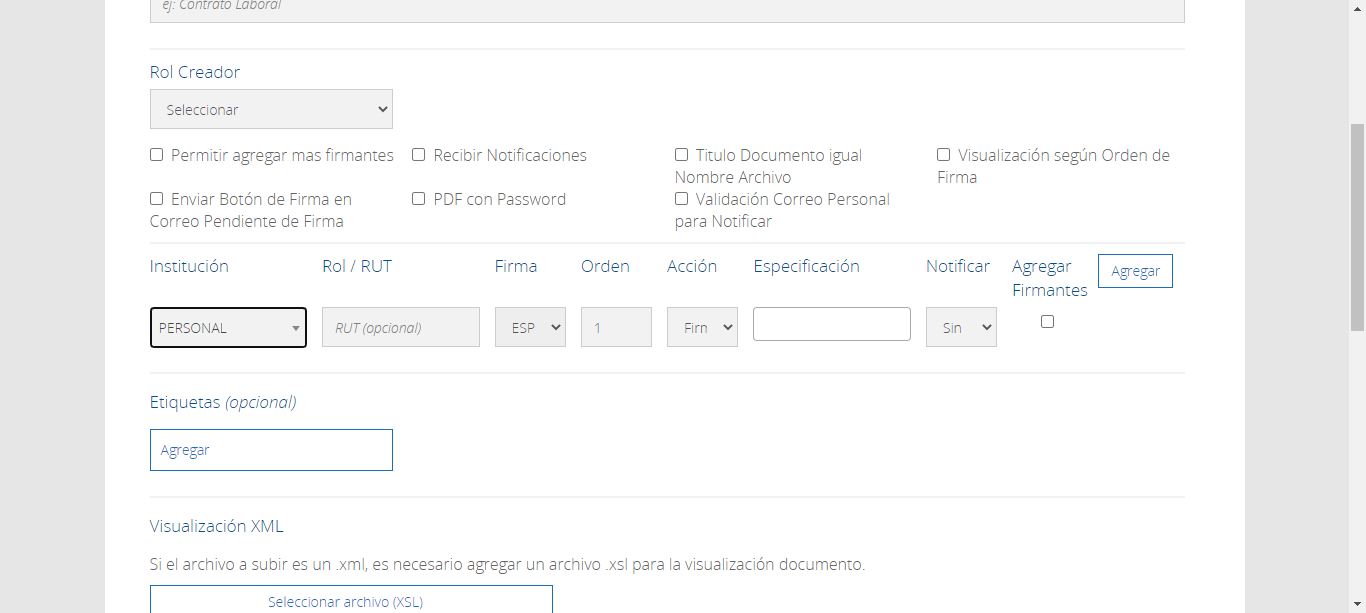 ej: Contrato Laboral
Rol Creador
Seleccionar
Permitir agregar mas firmantes
Recibir Notificaciones
Titulo Documento igual
Nombre Archivo
Visualización según Orden de
Firma
Enviar Botón de Firma en
Correo Pendiente de Firma
PDF con Password
Validación Correo Personal
para Notificar
Institución Rol / RUT Firma Orden Acción Especificación Notificar Agregar
Firmantes
Agregar
PERSONAL RUT (opcional) ESP 1 Firn Sin
Etiquetas (opcional)
Agregar
Visualización XML
Si el archivo a subir es un .xml, es necesario agregar un archivo .xsl para la visualización documento.
Seleccionar archivo (XSL)